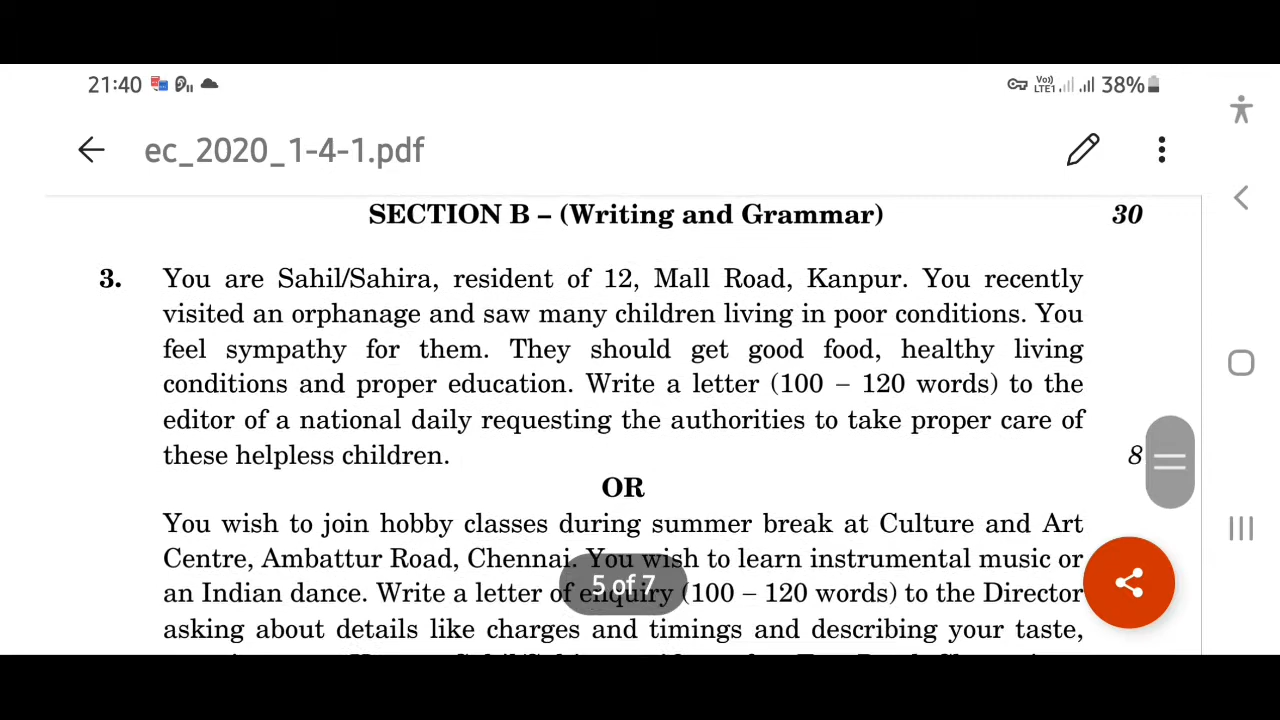 21:40 Vo)) LTE1 38%
ec_2020_1-4-1.pdf
SECTION B – (Writing and Grammar) 30
3. You are Sahil/Sahira, resident of 12, Mall Road, Kanpur. You recently
visited an orphanage and saw many children living in poor conditions. You
feel sympathy for them. They should get good food, healthy living
conditions and proper education. Write a letter (100 – 120 words) to the
editor of a national daily requesting the authorities to take proper care of
these helpless children. 8
OR
You wish to join hobby classes during summer break at Culture and Art
Centre, Ambattur Road, Chennai. You wish to learn instrumental music or
5 of 7
an Indian dance. Write a letter of enquiry (100 – 120 words) to the Director
asking about details like charges and timings and describing your taste,